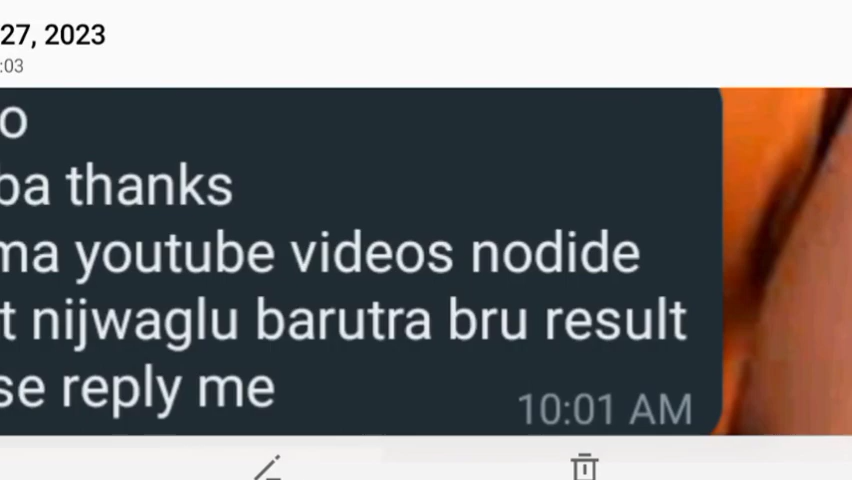 27, 2023
:03
o
ba thanks
ma youtube videos nodide
t nijwaglu barutra bru result
se reply me
10:01 AM